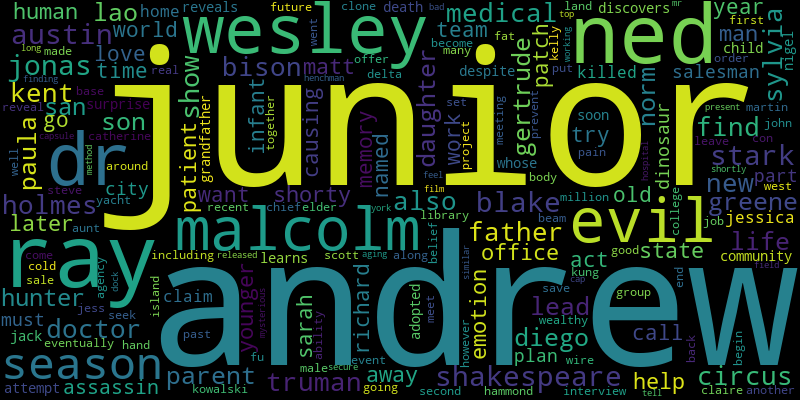 human lao home reveals future clone death bad land discovers year
austin world wesley medical top mr
long made love went offer team kelly ned man first
jonas time real matt many become fat patch child sylvia
finding bison delta despite put order nigel
kent base show henchman gertrude norm killed salesman
reveal san surprise causing daughter working soon find present martin
go son patient grandfather infant together memory work set meeting prevent try john
paula catherine junior whose pain dinosaur stark
well capsule dr method around named project body hospital leave con
steve city want shorty feel film blake old new part west
holmes yacht recent chief elder also million college greene
later aunt malcolm library beam evil job jessica
come york belief father state good life
ray cold learns scott along emotion office act community
sale agency dock including released aging similar kung save end field
hunter jess island claim younger mysterious richard adopted meet lead diego cap group
must seek sarah ability andrew however plan wealthy call back begin
doctor jack past event wire
season eventually hand fu male secure away shakespeare help circus
attempt assassin parent kowalski truman going second hammond interview tell claire another